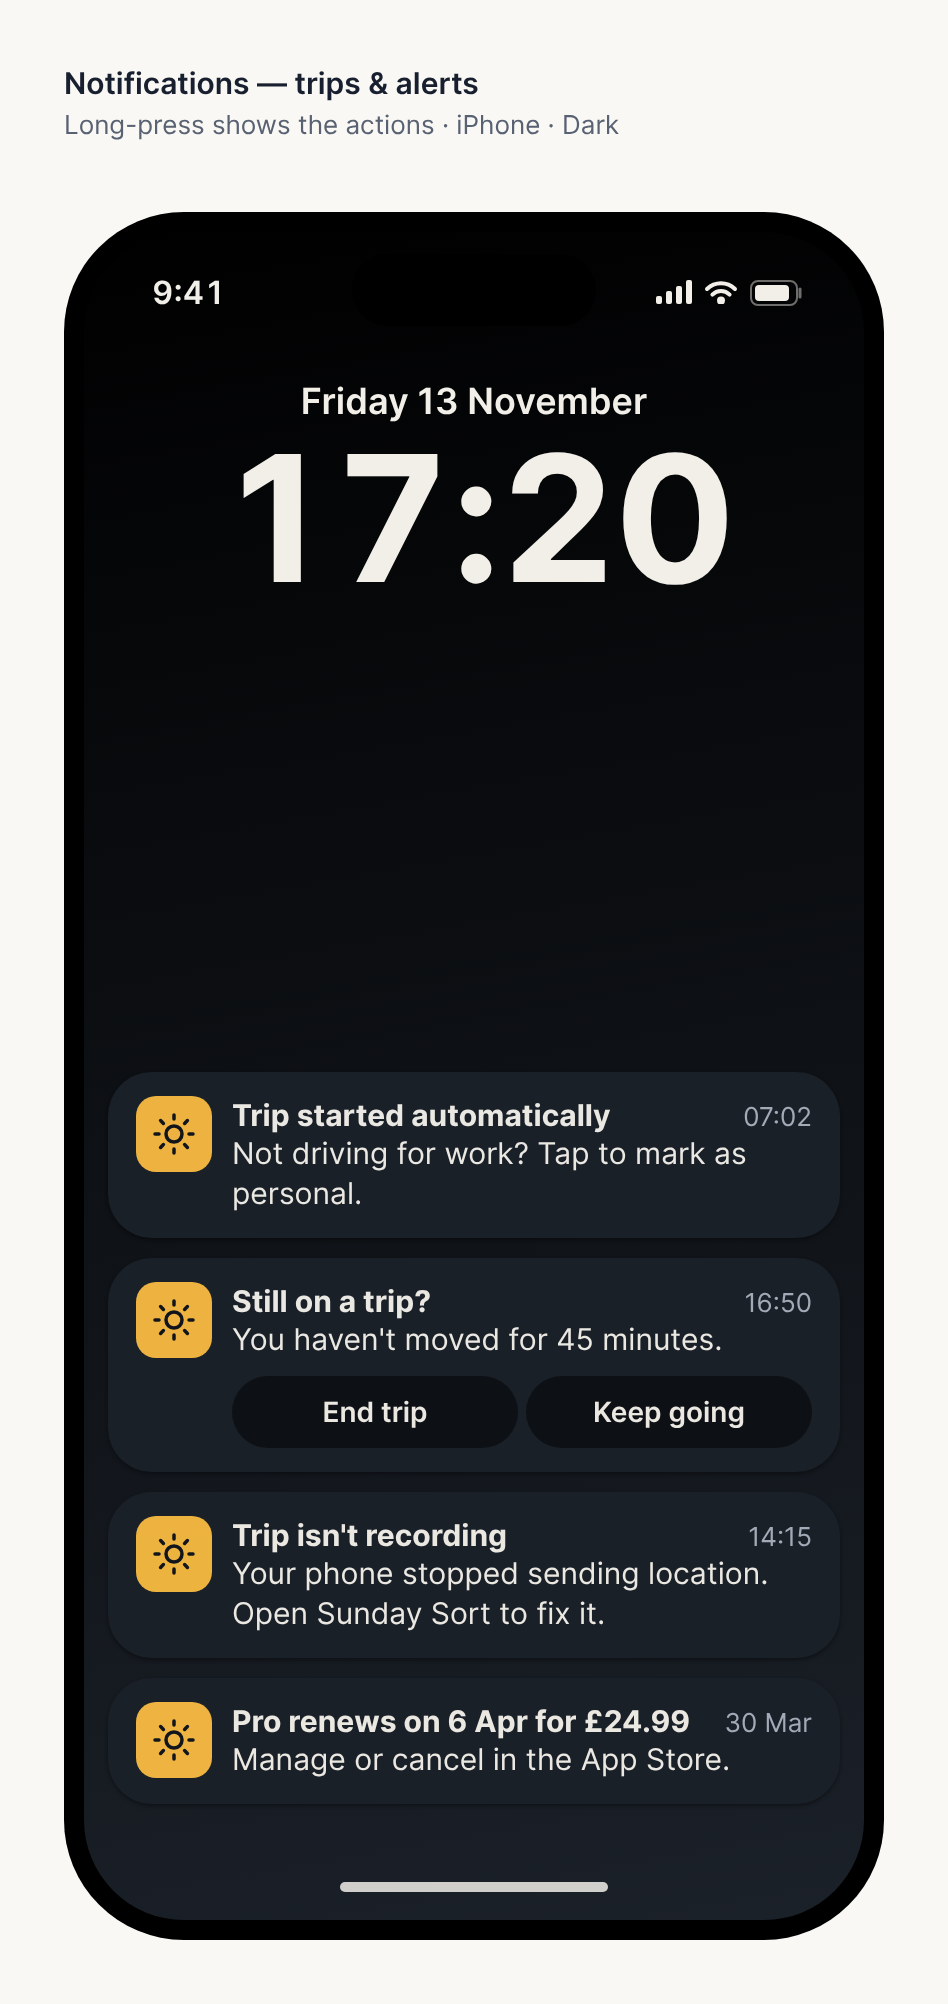 Notifications — trips & alerts
Long-press shows the actions · iPhone · Dark
9:41
Friday 13 November
17:20
Trip started automatically 07:02
Not driving for work? Tap to mark as
personal.
Still on a trip? 16:50
You haven't moved for 45 minutes.
End trip Keep going
Trip isn't recording 14:15
Your phone stopped sending location.
Open Sunday Sort to fix it.
Pro renews on 6 Apr for £24.99 30 Mar
Manage or cancel in the App Store.